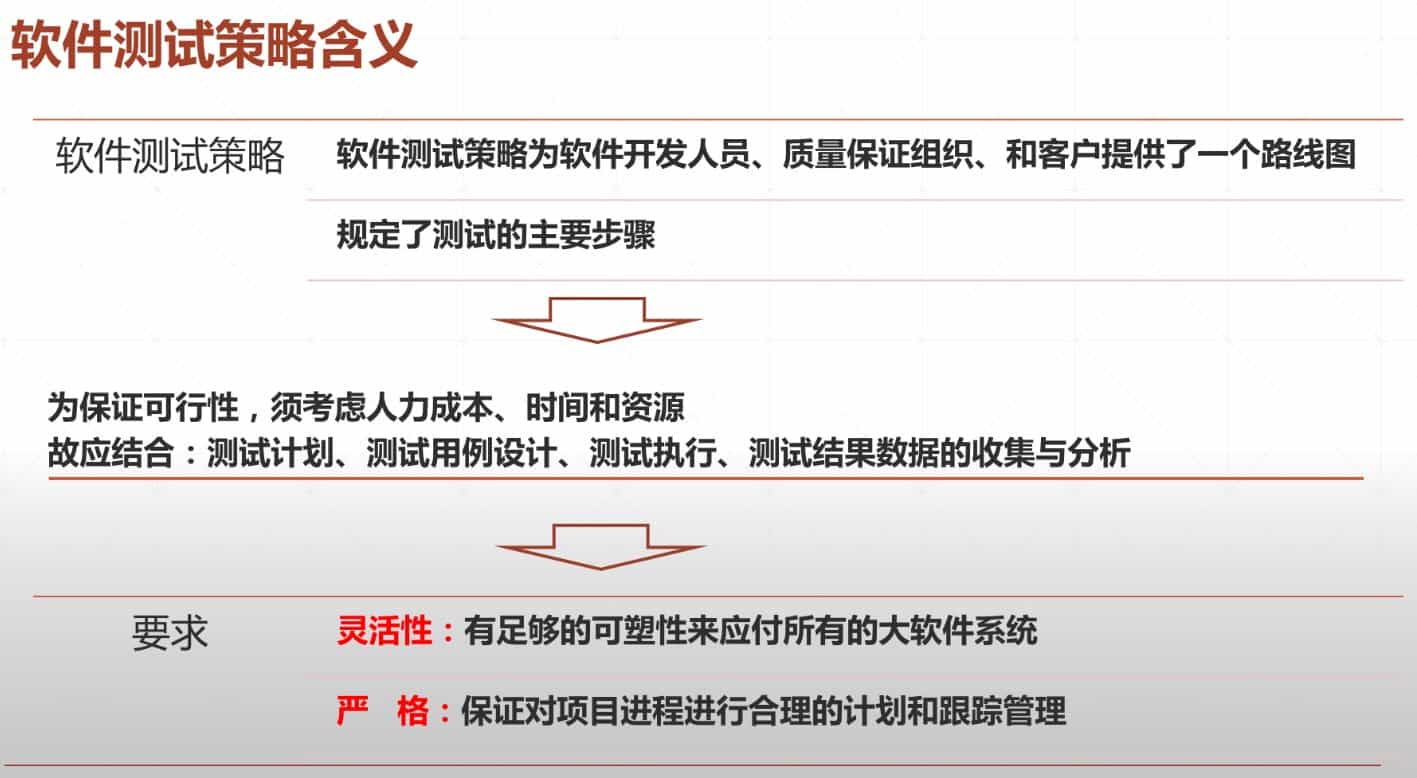 软件测试策略含义
软件测试策略
软件测试策略为软件开发人员、质量保证组织、和客户提供了一个路线图
规定了测试的主要步骤
为保证可行性，须考虑人力成本、时间和资源
故应结合：测试计划、测试用例设计、测试执行、测试结果数据的收集与分析
要求
灵活性：有足够的可塑性来应付所有的大软件系统
严 格：保证对项目进程进行合理的计划和跟踪管理